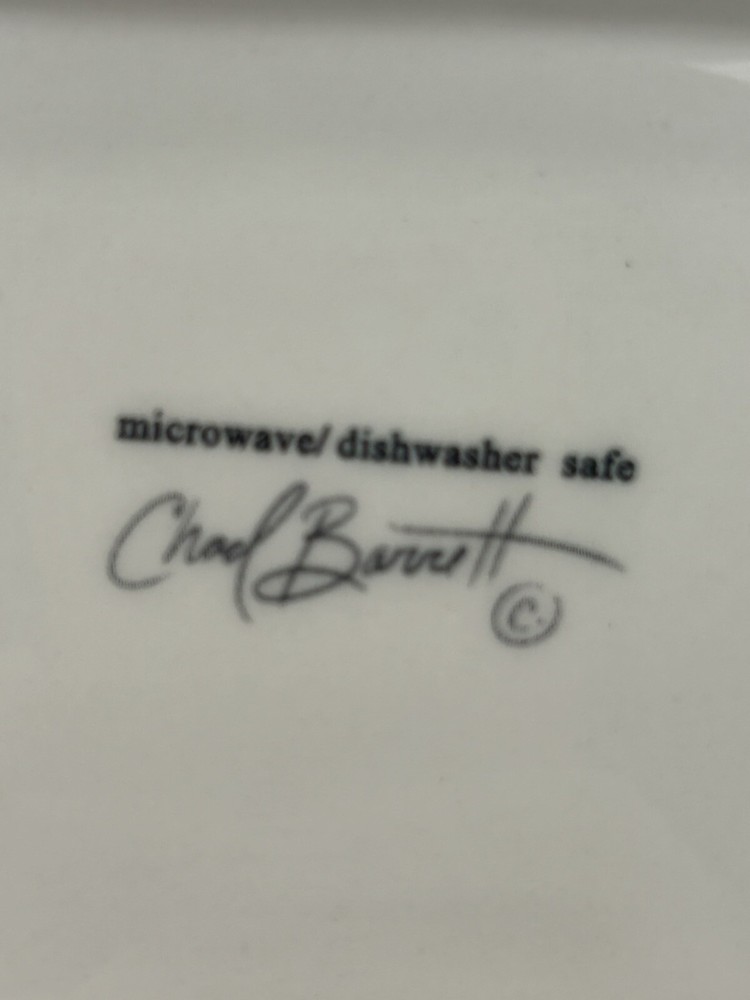 microwave/ dishwasher safe
Chad Barrett
©